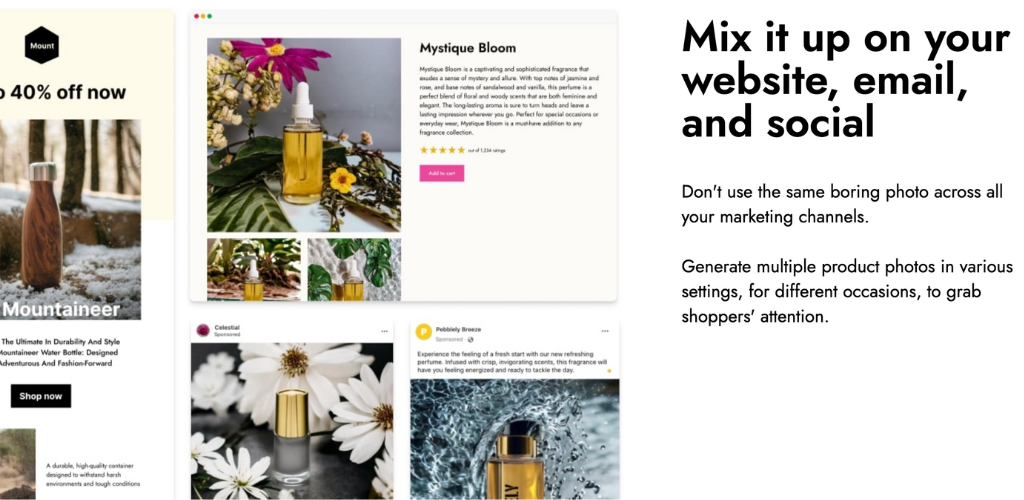 Mount
o 40% off now
Mountaineer
The Ultimate In Durability And Style
Mountaineer Water Bottle: Designed
Adventurous And Fashion-Forward
Shop now
A durable, high-quality container
designed to withstand harsh
environments and tough conditions
Mystique Bloom
Mystique Bloom is a captivating and sophisticated fragrance that
exudes a sense of mystery and allure. With top notes of jasmine and
rose, and base notes of sandalwood and vanilla, this perfume is a
perfect blend of floral and woody scents that are both feminine and
elegant. The long-lasting aroma is sure to turn heads and leave a
lasting impression wherever you go. Perfect for special occasions or
everyday wear, Mystique Bloom is a must-have addition to any
fragrance collection.
out of 1,234 ratings
Add to cart
Celestial
Sponsored
P
Pebblely Breeze
Sponsored
Experience the feeling of a fresh start with our new refreshing
perfume. Infused with crisp, invigorating scents, this fragrance will
have you feeling energized and ready to tackle the day.
ELY
Mix it up on your
website, email,
and social
Don't use the same boring photo across all
your marketing channels.
Generate multiple product photos in various
settings, for different occasions, to grab
shoppers' attention.